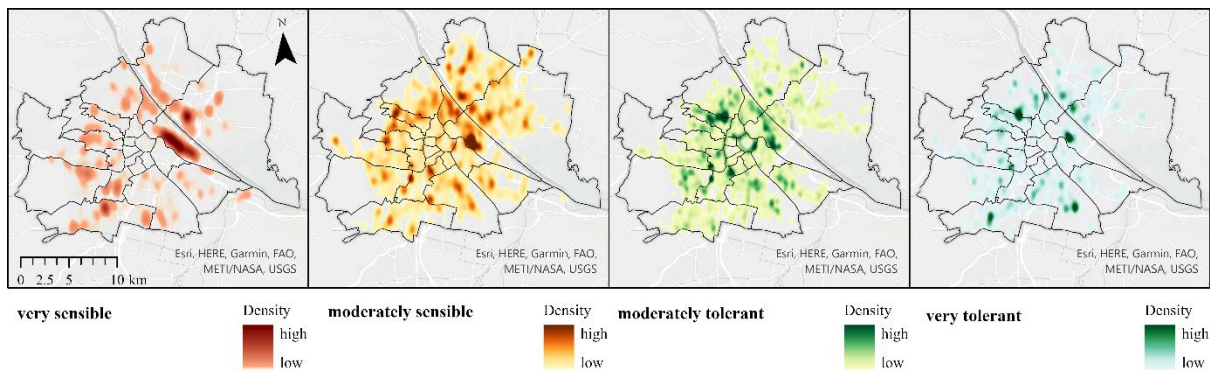 N
Esri, HERE, Garmin, FAO,
METI/NASA, USGS
0 2.5 5 10 km
Esri, HERE, Garmin, FAO,
METI/NASA, USGS
Esri, HERE, Garmin, FAO,
METI/NASA, USGS
Esri, HERE, Garmin, FAO,
METI/NASA, USGS
very sensible
Density
high
low
moderately sensible
Density
high
low
moderately tolerant
Density
high
low
very tolerant
Density
high
low